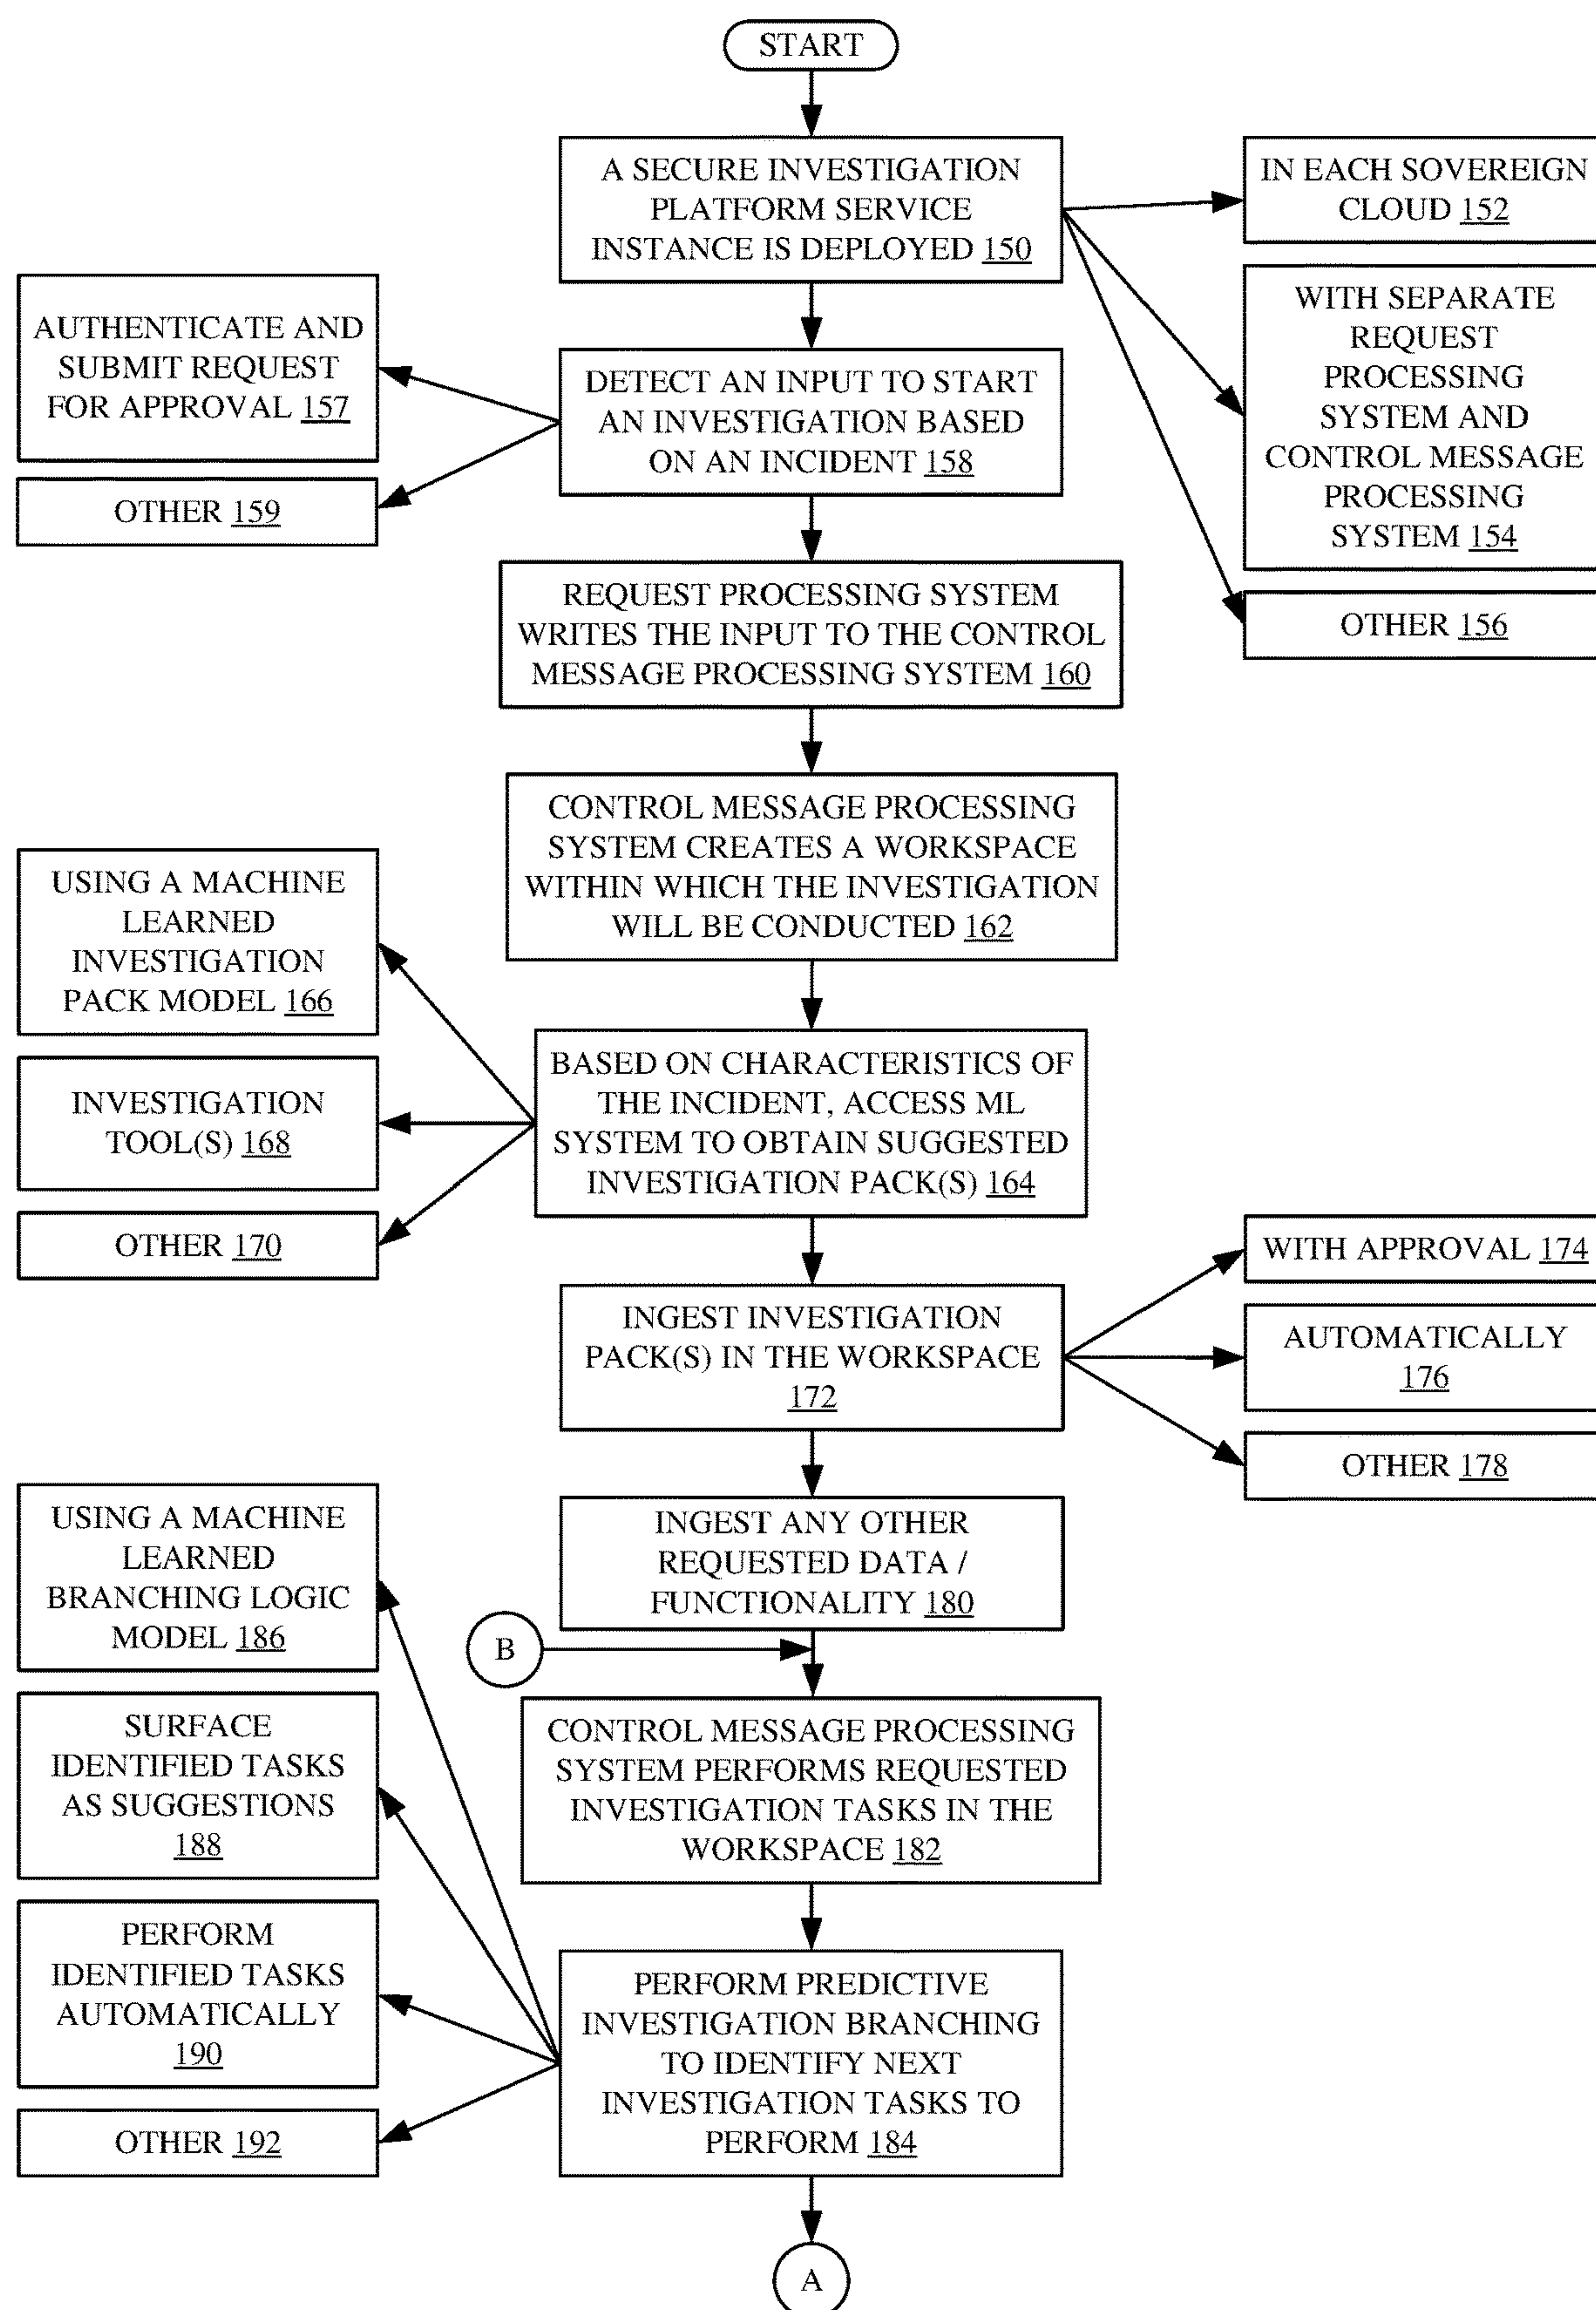 START
A SECURE INVESTIGATION
PLATFORM SERVICE
INSTANCE IS DEPLOYED 150
IN EACH SOVEREIGN
CLOUD 152
WITH SEPARATE
REQUEST
PROCESSING
SYSTEM AND
CONTROL MESSAGE
PROCESSING
SYSTEM 154
OTHER 156
DETECT AN INPUT TO START
AN INVESTIGATION BASED
ON AN INCIDENT 158
AUTHENTICATE AND
SUBMIT REQUEST
FOR APPROVAL 157
OTHER 159
REQUEST PROCESSING SYSTEM
WRITES THE INPUT TO THE CONTROL
MESSAGE PROCESSING SYSTEM 160
CONTROL MESSAGE PROCESSING
SYSTEM CREATES A WORKSPACE
WITHIN WHICH THE INVESTIGATION
WILL BE CONDUCTED 162
BASED ON CHARACTERISTICS OF
THE INCIDENT, ACCESS ML
SYSTEM TO OBTAIN SUGGESTED
INVESTIGATION PACK(S) 164
USING A MACHINE
LEARNED
INVESTIGATION
PACK MODEL 166
INVESTIGATION
TOOL(S) 168
OTHER 170
INGEST INVESTIGATION
PACK(S) IN THE WORKSPACE
172
WITH APPROVAL 174
AUTOMATICALLY
176
OTHER 178
INGEST ANY OTHER
REQUESTED DATA /
FUNCTIONALITY 180
B
CONTROL MESSAGE PROCESSING
SYSTEM PERFORMS REQUESTED
INVESTIGATION TASKS IN THE
WORKSPACE 182
PERFORM PREDICTIVE
INVESTIGATION BRANCHING
TO IDENTIFY NEXT
INVESTIGATION TASKS TO
PERFORM 184
USING A MACHINE
LEARNED
BRANCHING LOGIC
MODEL 186
SURFACE
IDENTIFIED TASKS
AS SUGGESTIONS
188
PERFORM
IDENTIFIED TASKS
AUTOMATICALLY
190
OTHER 192
A